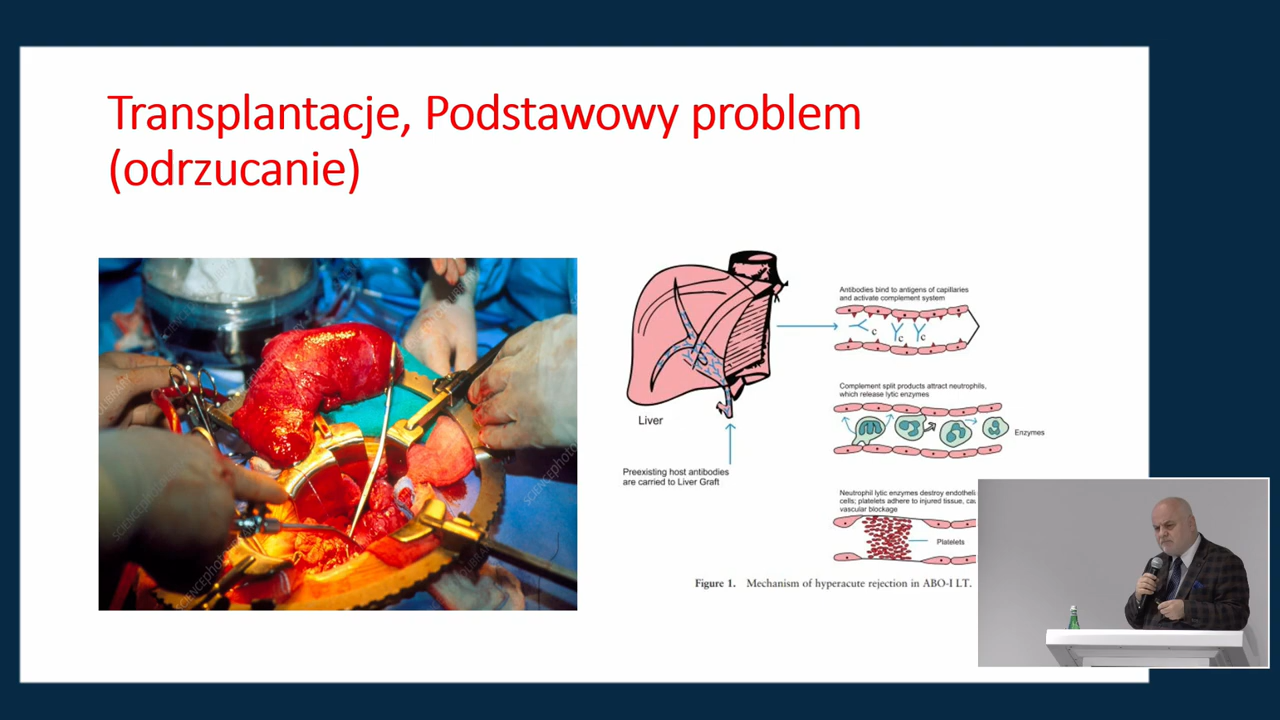 Transplantacje, Podstawowy problem
(odrzucanie)
Antibodies bind to antigens of capillaries
and activate complement system
c
c
c
Complement split products attract neutrophils,
which release lytic enzymes
Liver
Enzymes
Preexisting host antibodies
are carried to Liver Graft
Neutrophil lytic enzymes destroy
cells; platelets adhere to injured tissue,
vascular blockage
Platelets
Figure 1. Mechanism of hyperacute rejection in ABO-I LT.